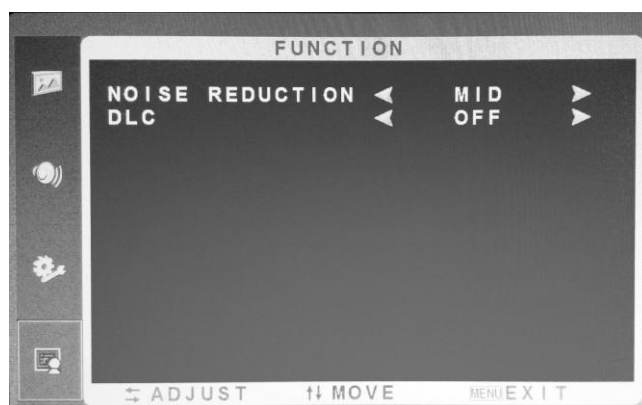 FUNCTION
NOISE REDUCTION ◀ MID ▶
DLC ◀ OFF ▶
ADJUST ↑↓ MOVE MENU EXIT